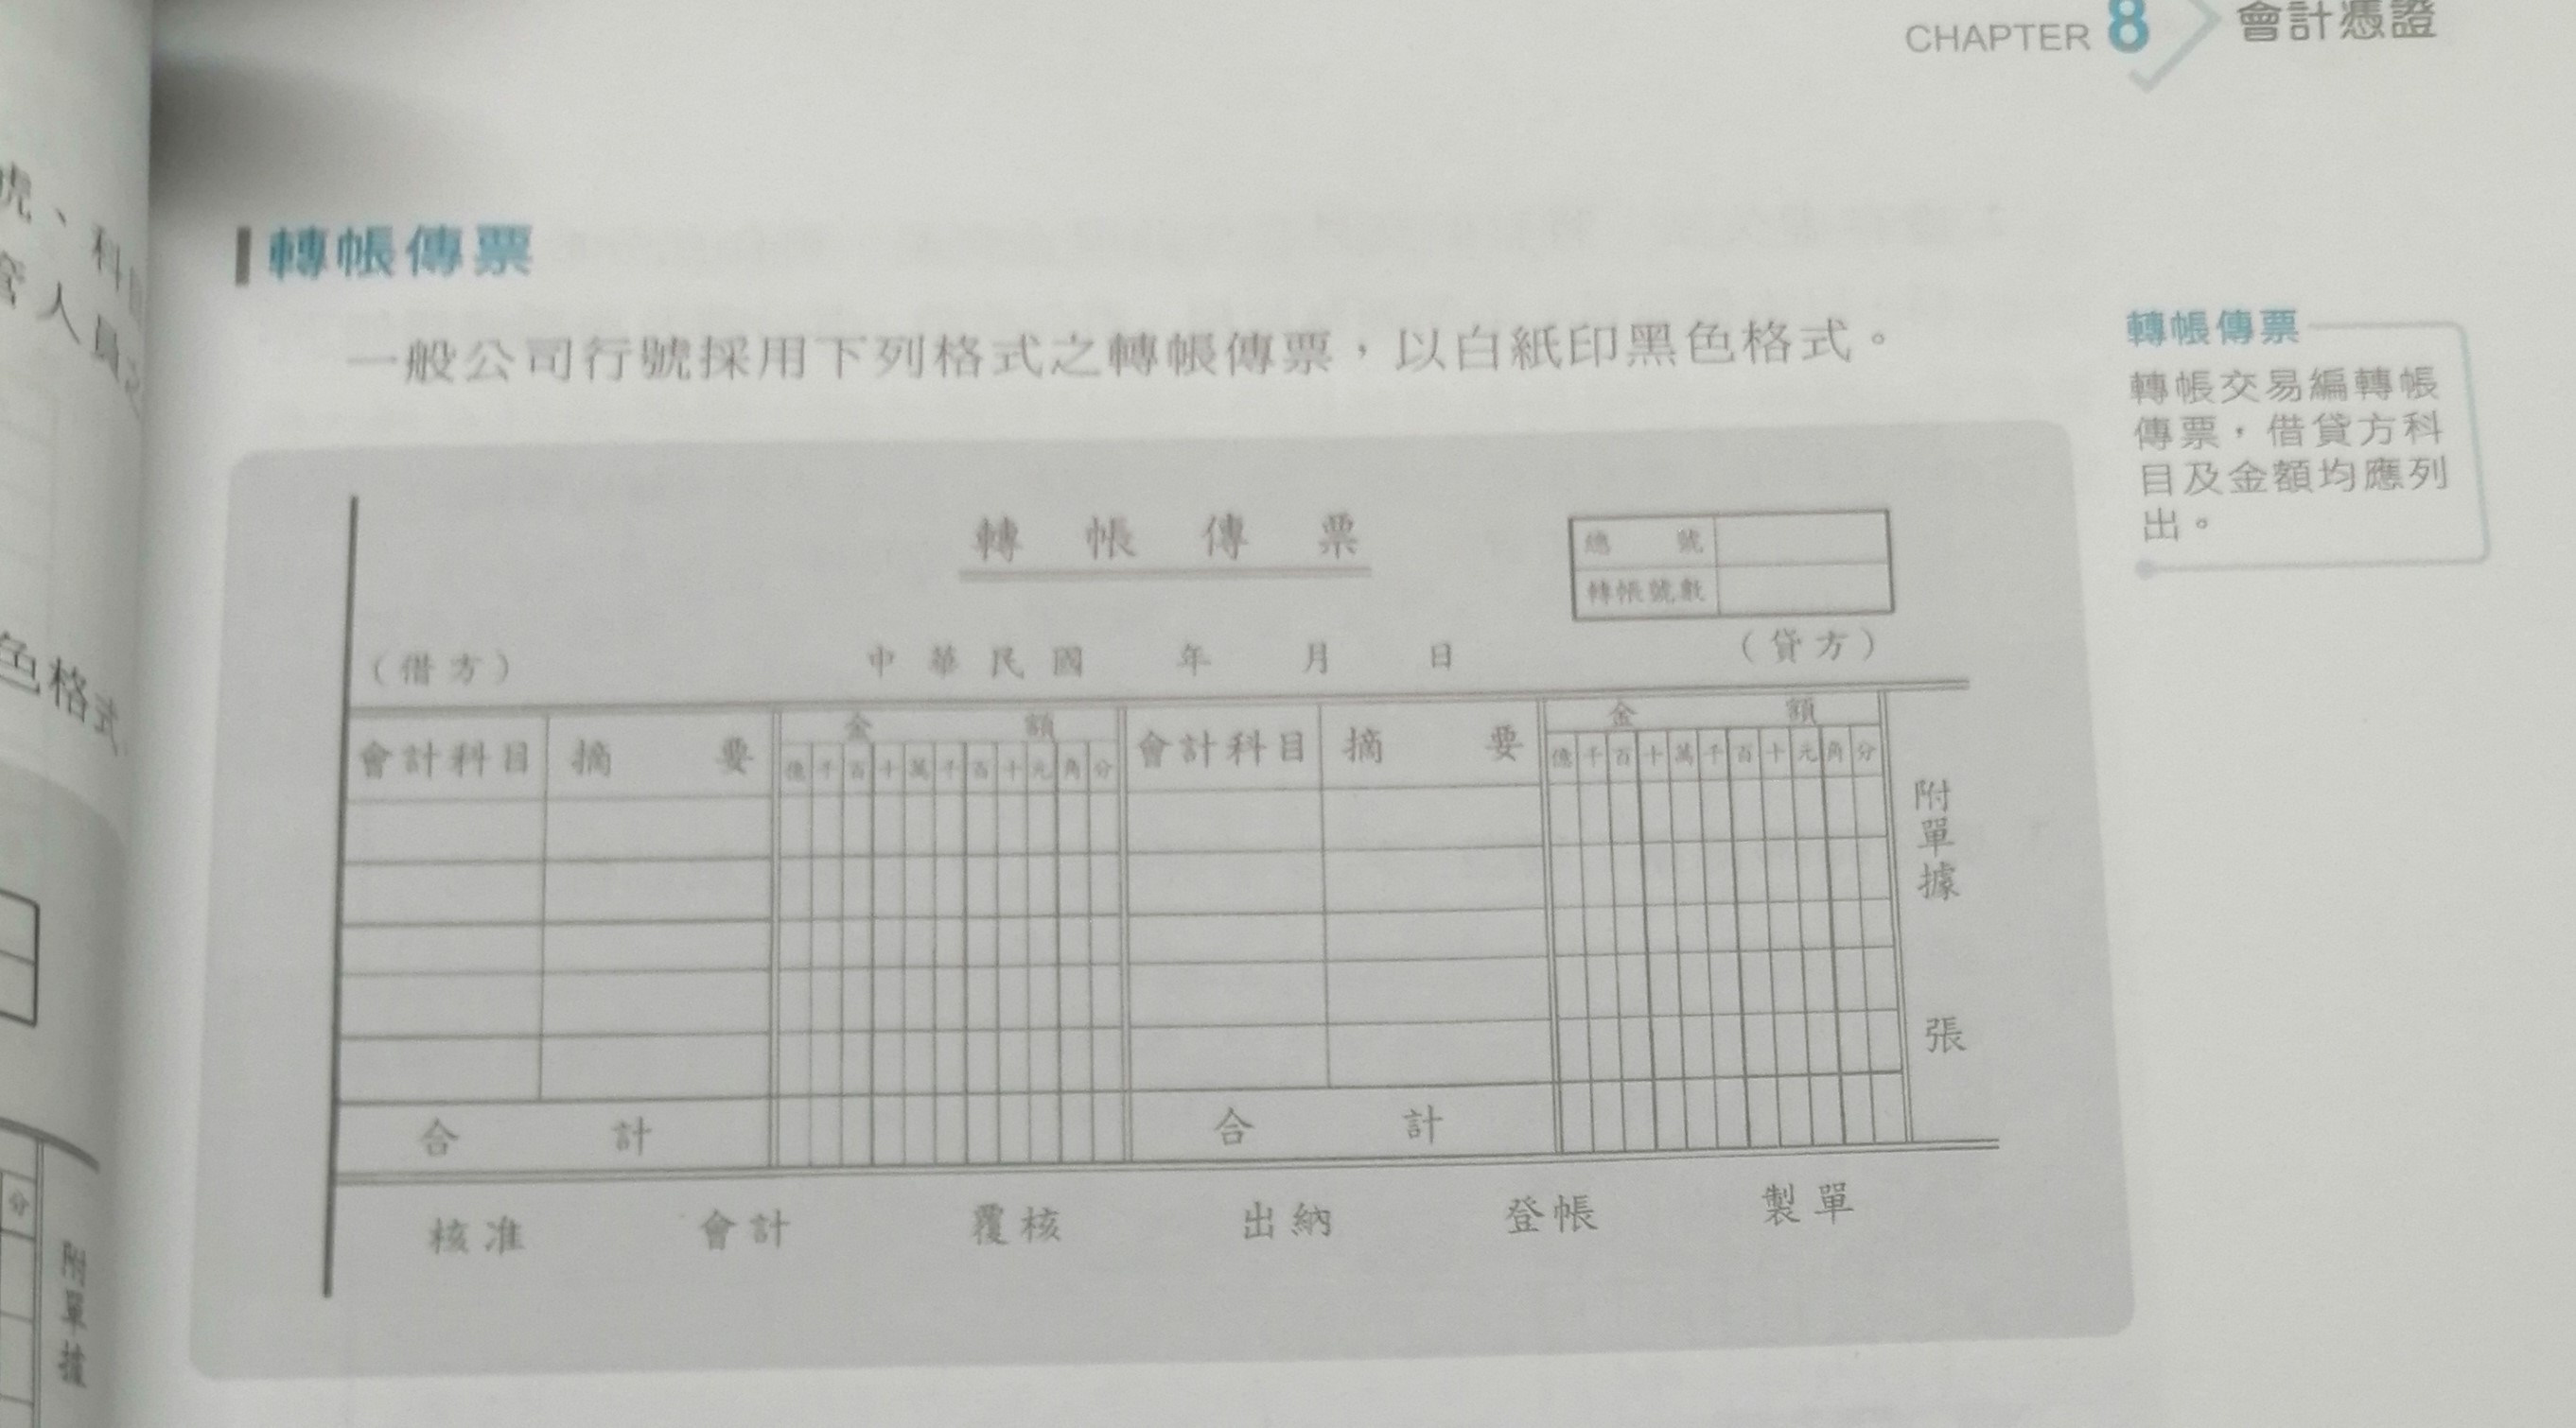 CHAPTER 8 會計憑證
轉帳傳票
一般公司行號採用下列格式之轉帳傳票，以白紙印黑色格式。
轉帳傳票
轉帳交易編轉帳
傳票，借貸方科
目及金額均應列
出。
轉帳傳票
總號
轉帳號數
（借方） 中華民國 年 月 日 （貸方）
會計科目 摘要 金額 會計科目 摘要 金額
億千百十萬千百十元角分 億千百十萬千百十元角分
附單據 張
合計 合計
核准 會計 覆核 出納 登帳 製單
號、科目
人員之
色格式
分
附單據